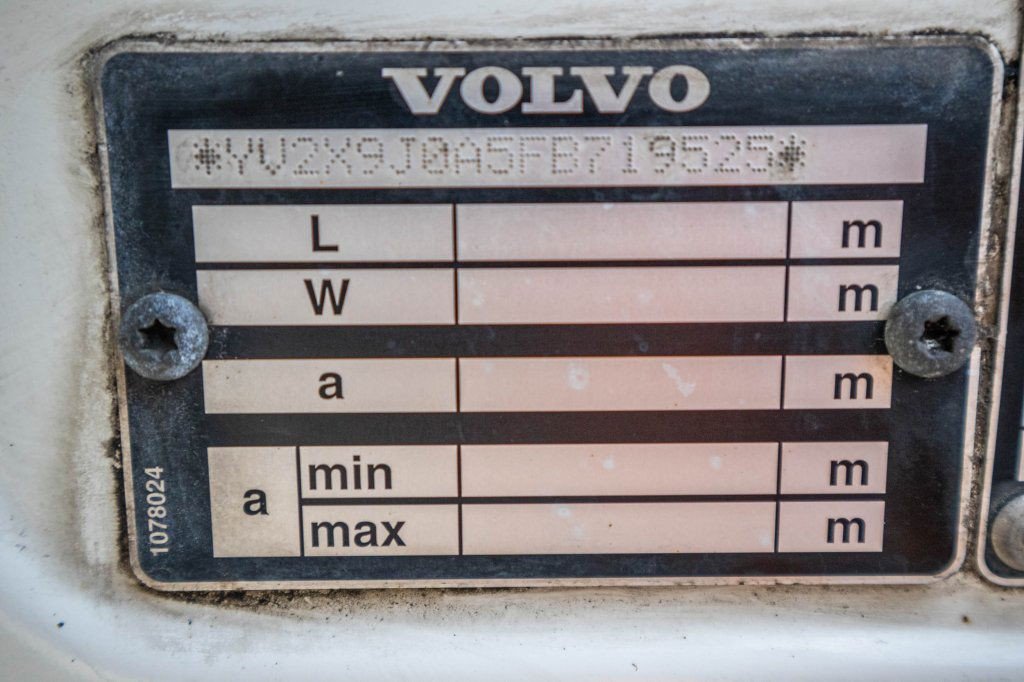 VOLVO
*YV2X9J0A5FB719525*
L m
W m
a m
a min m
max m
1078024